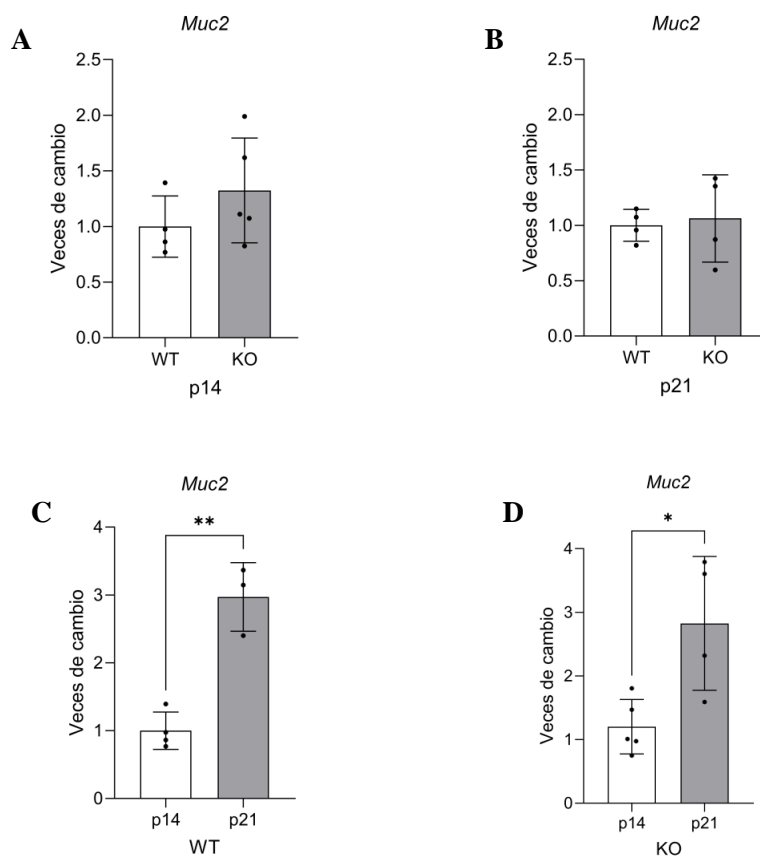 A
Muc2
Veces de cambio
2.5
2.0
1.5
1.0
0.5
0.0
WT KO
p14
B
Muc2
Veces de cambio
2.5
2.0
1.5
1.0
0.5
0.0
WT KO
p21
C
Muc2
**
Veces de cambio
4
3
2
1
0
p14 p21
WT
D
Muc2
*
Veces de cambio
4
3
2
1
0
p14 p21
KO